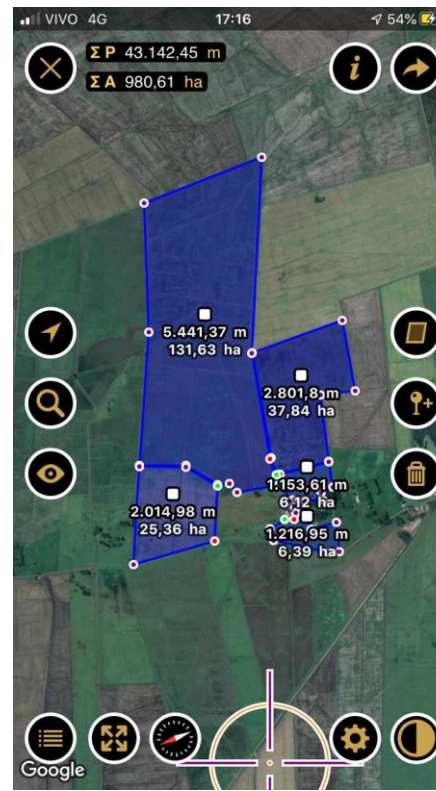 VIVO 4G 17:16 54%
Σ P 43.142,45 m
Σ A 980,61 ha
i
5.441,37 m
131,63 ha
2.801,8 m
37,84 ha
1.153,61 m
6,12 ha
2.014,98 m
25,36 ha
1.216,95 m
6,39 ha
Google